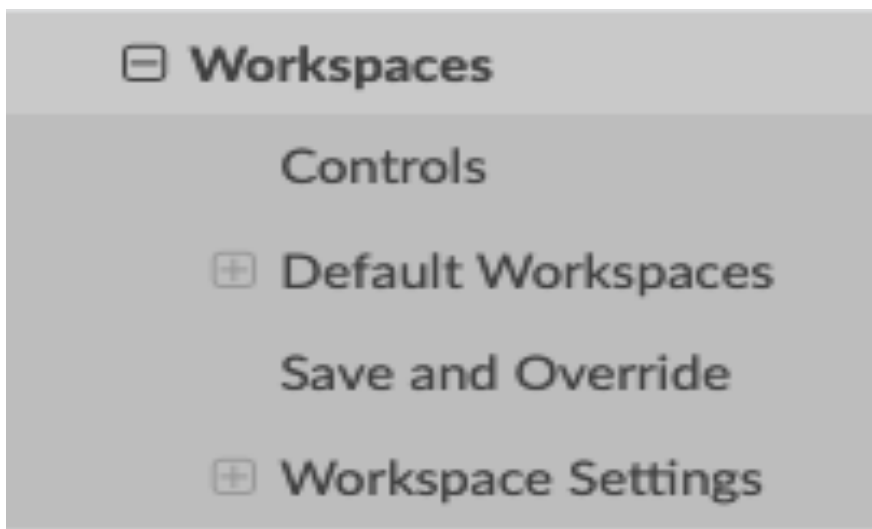 Workspaces
Controls
Default Workspaces
Save and Override
Workspace Settings